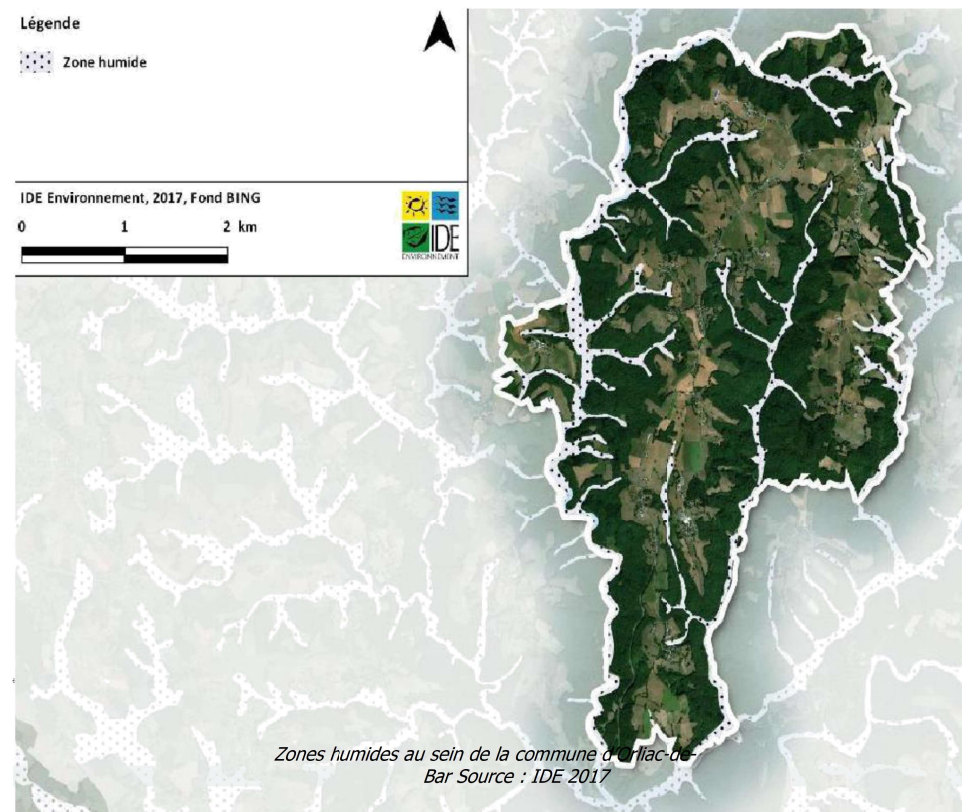 Légende
Zone humide
IDE Environnement, 2017, Fond BING
0 1 2 km
IDE
ENVIRONNEMENT
Zones humides au sein de la commune d'Orliac-de-
Bar Source : IDE 2017